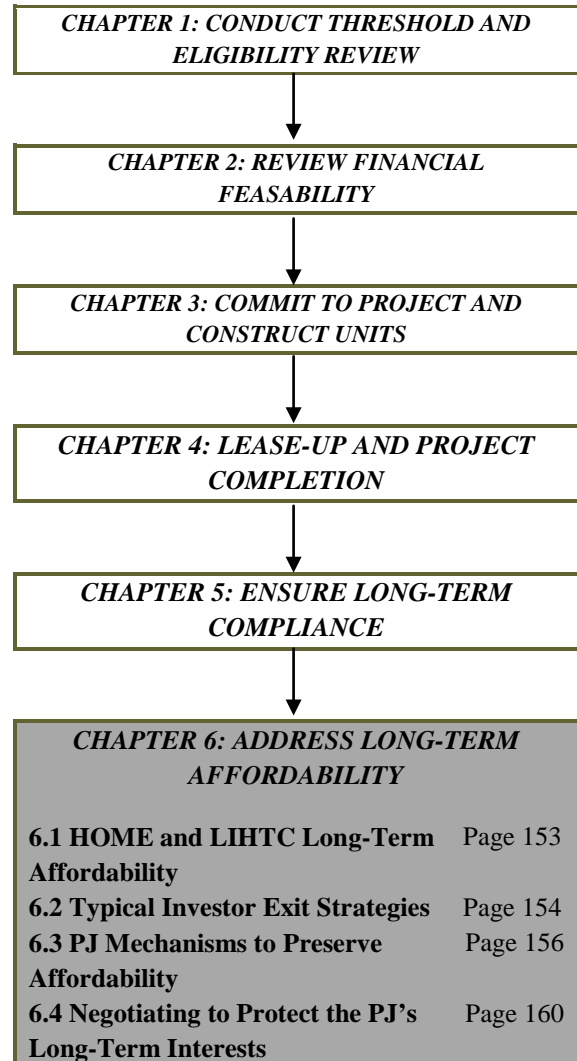 CHAPTER 1: CONDUCT THRESHOLD AND
ELIGIBILITY REVIEW
CHAPTER 2: REVIEW FINANCIAL
FEASABILITY
CHAPTER 3: COMMIT TO PROJECT AND
CONSTRUCT UNITS
CHAPTER 4: LEASE-UP AND PROJECT
COMPLETION
CHAPTER 5: ENSURE LONG-TERM
COMPLIANCE
CHAPTER 6: ADDRESS LONG-TERM
AFFORDABILITY
6.1 HOME and LIHTC Long-Term Page 153
Affordability
6.2 Typical Investor Exit Strategies Page 154
6.3 PJ Mechanisms to Preserve Page 156
Affordability
6.4 Negotiating to Protect the PJ's Page 160
Long-Term Interests